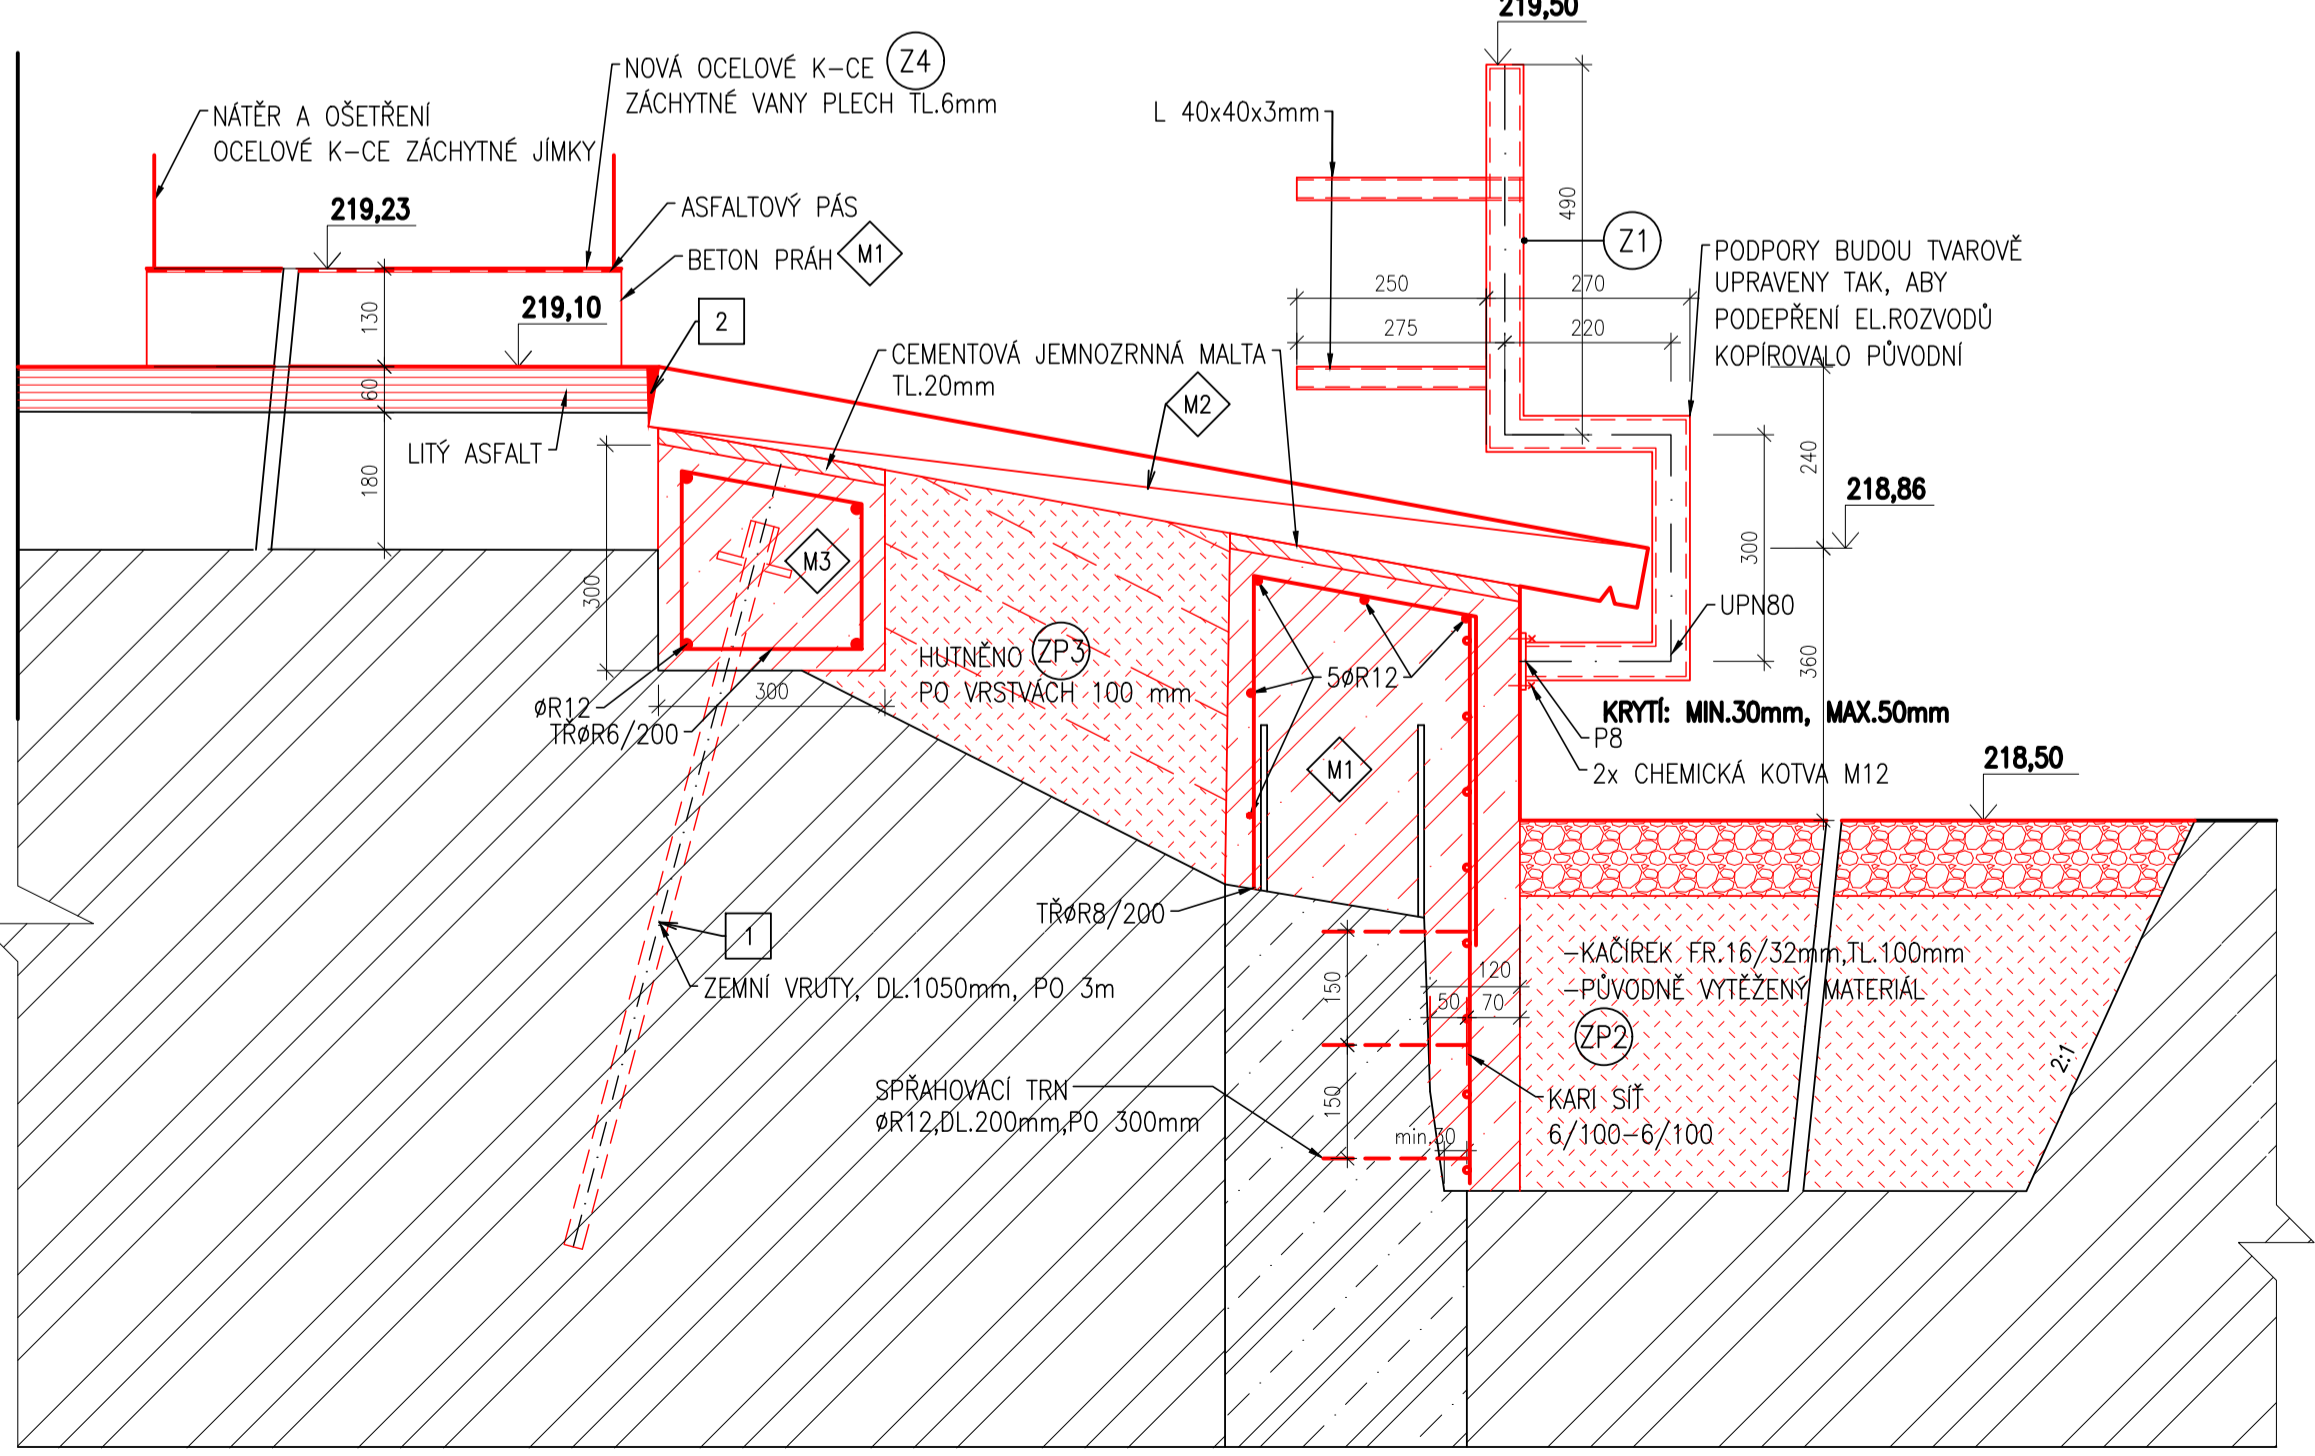 219,50
NOVÁ OCELOVÉ K-CE Z4
ZÁCHYTNÉ VANY PLECH TL.6mm
NÁTĚR A OŠETŘENÍ
OCELOVÉ K-CE ZÁCHYTNÉ JÍMKY
L 40x40x3mm
219,23
ASFALTOVÝ PÁS
BETON PRÁH M1
490
Z1
PODPORY BUDOU TVAROVĚ
UPRAVENY TAK, ABY
PODEPŘENÍ EL.ROZVODŮ
KOPÍROVALO PŮVODNÍ
250
270
275
220
130
219,10
2
60
CEMENTOVÁ JEMNOZRNNÁ MALTA
TL.20mm
M2
LITÝ ASFALT
180
240
218,86
300
300
M3
UPN80
360
HUTNĚNO ZP3
PO VRSTVÁCH 100 mm
5øR12
300
øR12
TŘøR6/200
KRYTÍ: MIN.30mm, MAX.50mm
P8
2x CHEMICKÁ KOTVA M12
M1
218,50
TŘøR8/200
1
ZEMNÍ VRUTY, DL.1050mm, PO 3m
150
120
50
70
-KAČÍREK FR.16/32mm,TL.100mm
-PŮVODNĚ VYTĚŽENÝ MATERIÁL
ZP2
2:1
SPŘAHOVACÍ TRN
øR12,DL.200mm,PO 300mm
150
min.30
KARI SÍŤ
6/100-6/100